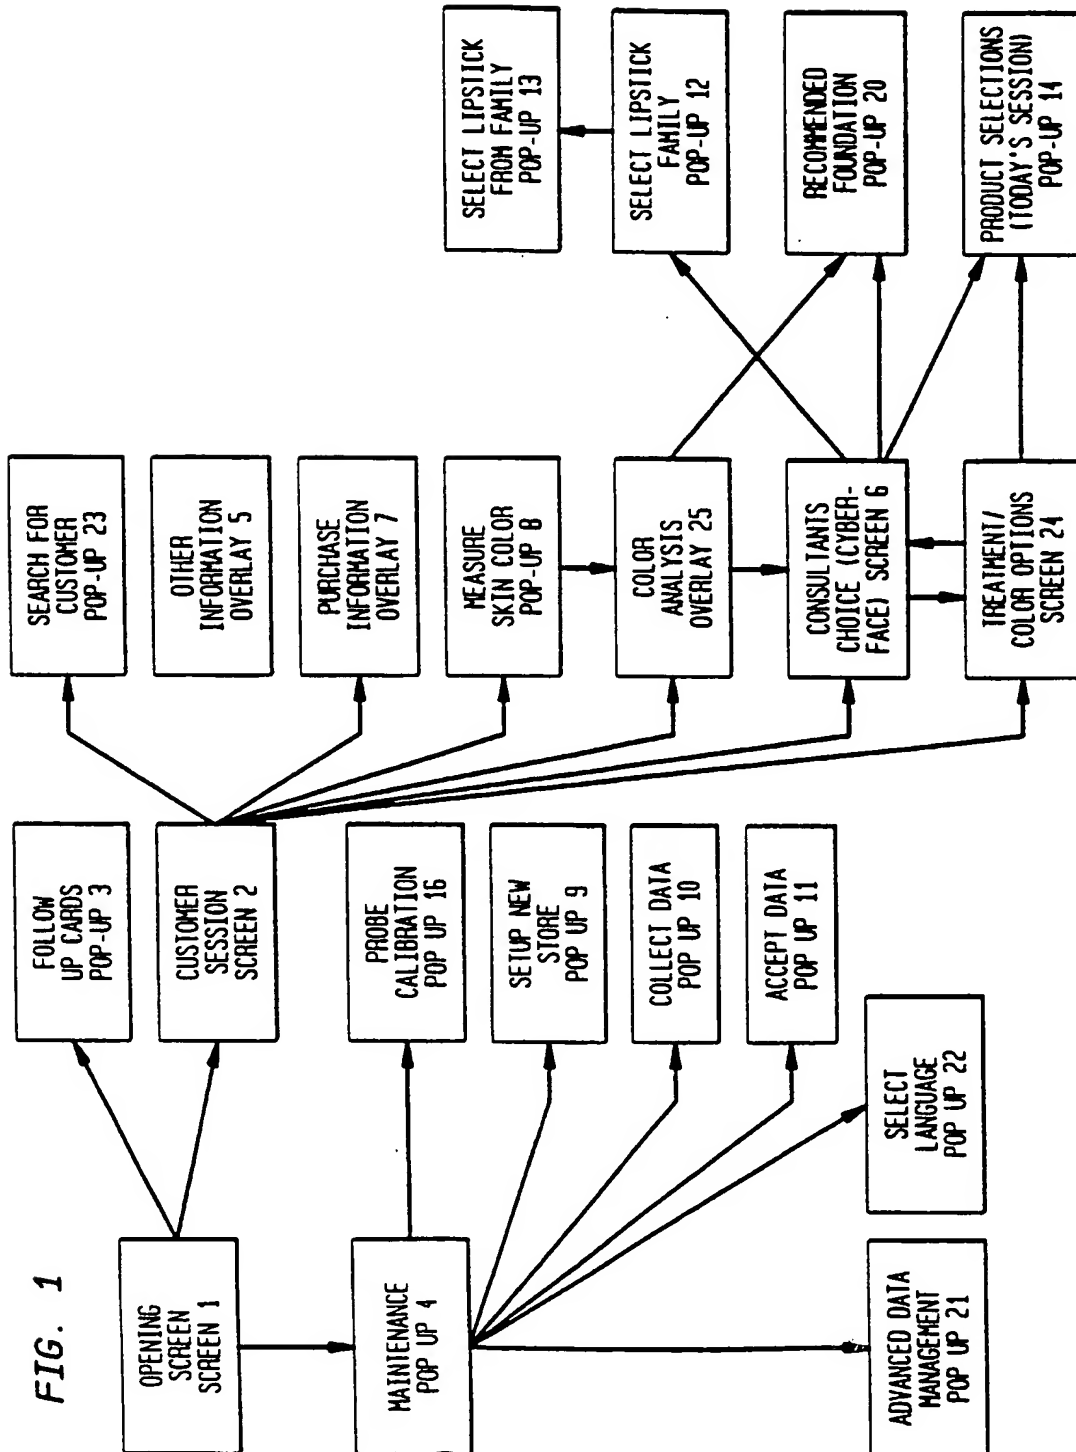 FIG. 1
OPENING
SCREEN
SCREEN 1
MAINTENANCE
POP UP 4
ADVANCED DATA
MANAGEMENT
POP UP 21
FOLLOW
UP CARDS
POP-UP 3
CUSTOMER
SESSION
SCREEN 2
PROBE
CALIBRATION
POP UP 16
SETUP NEW
STORE
POP UP 9
COLLECT DATA
POP UP 10
ACCEPT DATA
POP UP 11
SELECT
LANGUAGE
POP UP 22
SEARCH FOR
CUSTOMER
POP-UP 23
OTHER
INFORMATION
OVERLAY 5
PURCHASE
INFORMATION
OVERLAY 7
MEASURE
SKIN COLOR
POP-UP 8
COLOR
ANALYSIS
OVERLAY 25
CONSULTANTS
CHOICE (CYBER-
FACE) SCREEN 6
TREATMENT/
COLOR OPTIONS
SCREEN 24
SELECT LIPSTICK
FROM FAMILY
POP-UP 13
SELECT LIPSTICK
FAMILY
POP-UP 12
RECOMMENDED
FOUNDATION
POP-UP 20
PRODUCT SELECTIONS
(TODAY'S SESSION)
POP-UP 14